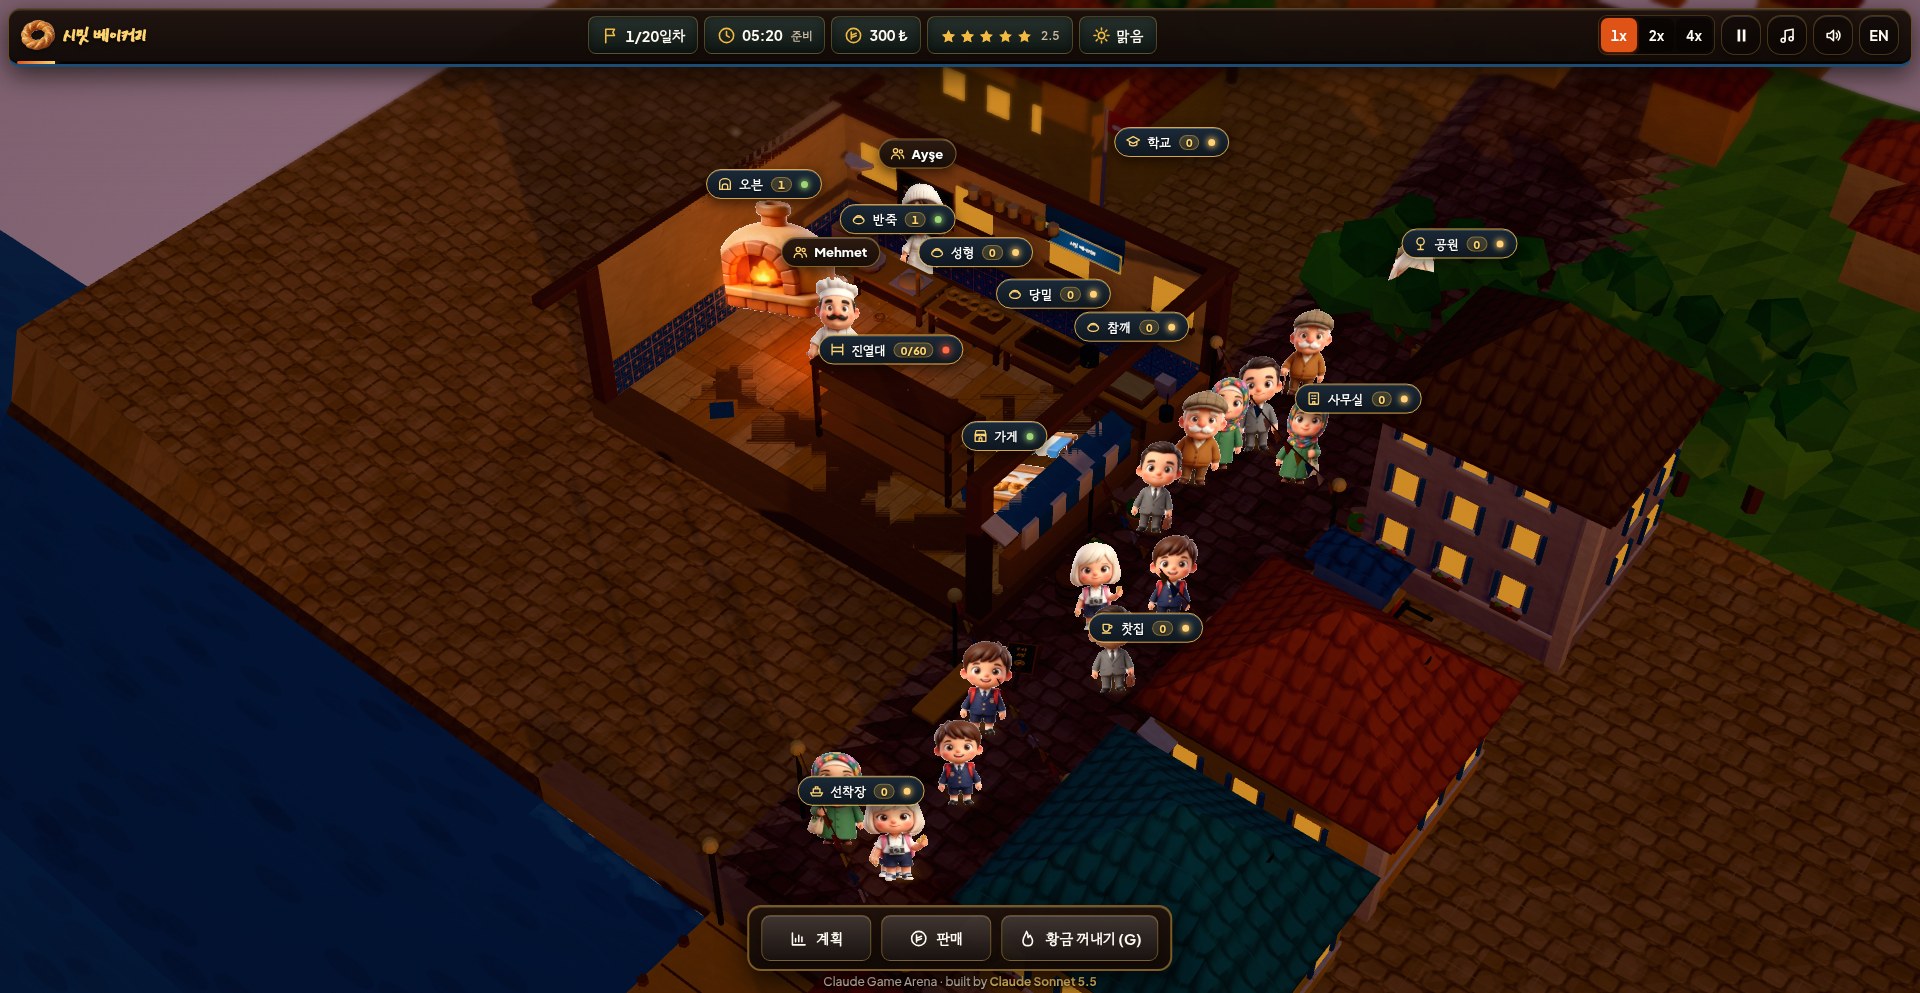 시밋 베이커리
1/20일차
05:20 준비
300 ₺
2.5
맑음
1x 2x 4x
EN
학교 0
Ayşe
오븐 1
반죽 1
공원 0
Mehmet
성형 0
당밀 0
참깨 0
진열대 0/60
사무실 0
가게
찻집 0
선착장 0
계획
판매
황금 꺼내기 (G)
Claude Game Arena · built by Claude Sonnet 5.5